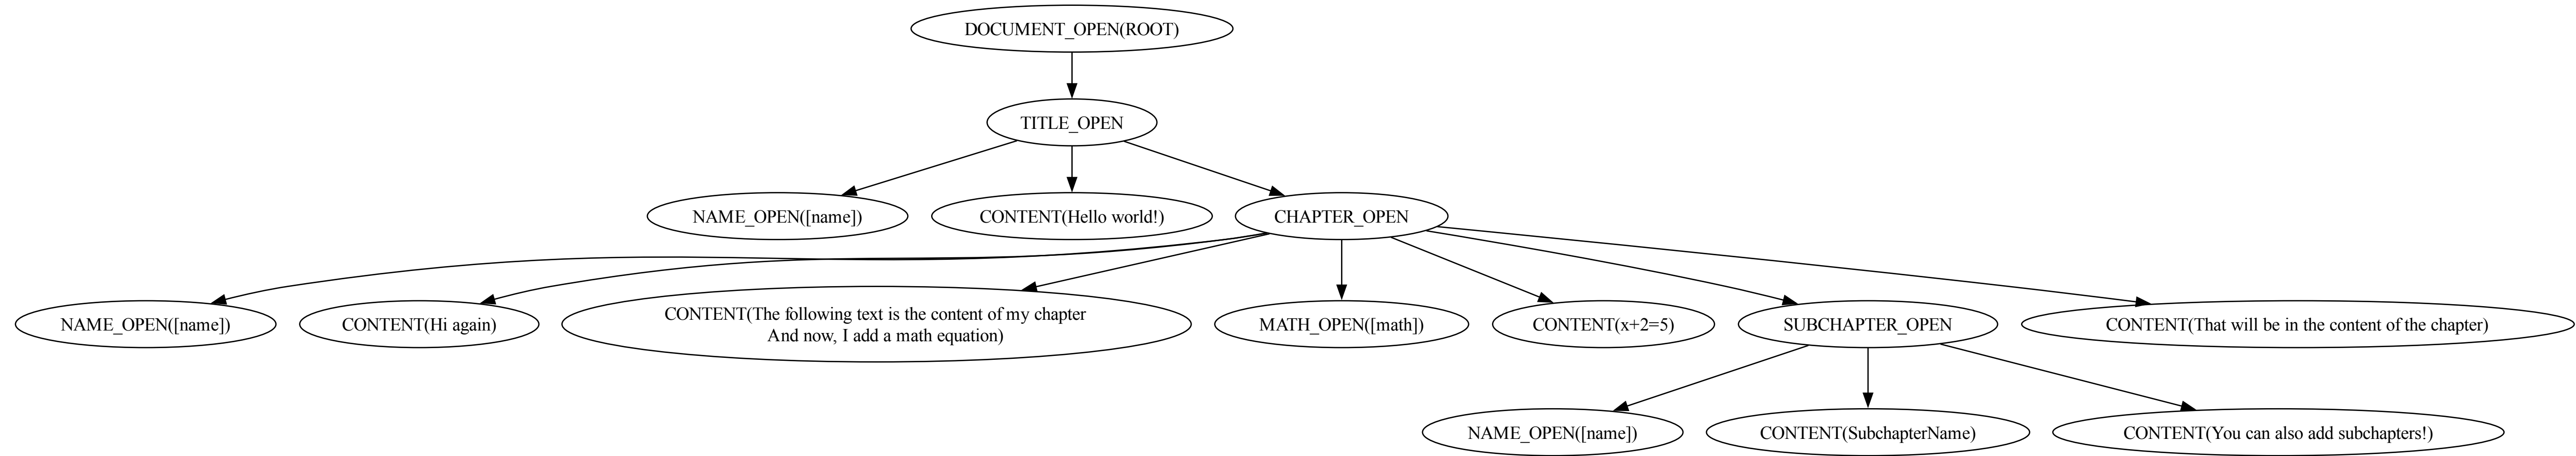 DOCUMENT_OPEN(ROOT)
TITLE_OPEN
NAME_OPEN([name])
CONTENT(Hello world!)
CHAPTER_OPEN
NAME_OPEN([name])
CONTENT(Hi again)
CONTENT(The following text is the content of my chapter
And now, I add a math equation)
MATH_OPEN([math])
CONTENT(x+2=5)
SUBCHAPTER_OPEN
CONTENT(That will be in the content of the chapter)
NAME_OPEN([name])
CONTENT(SubchapterName)
CONTENT(You can also add subchapters!)